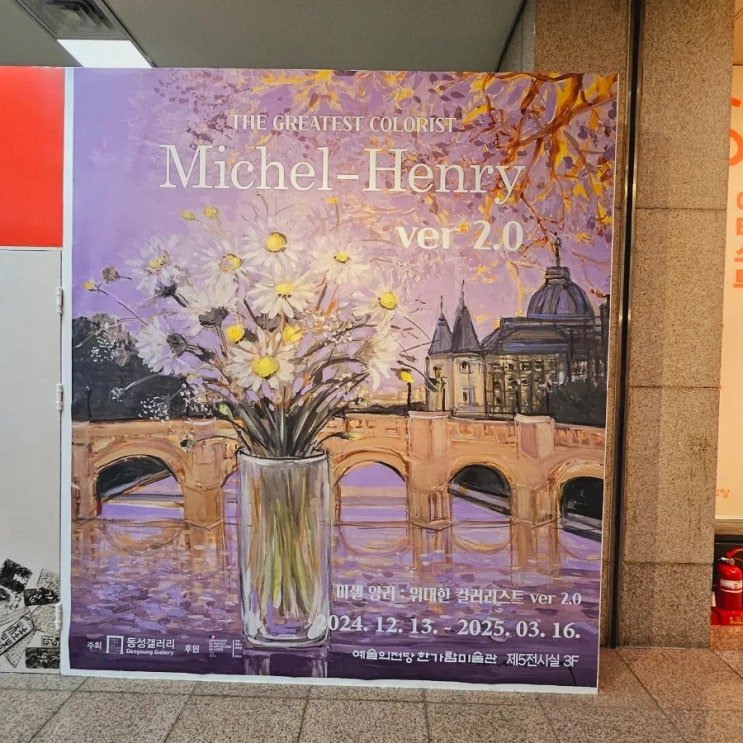 THE GREATEST COLORIST
Michel-Henry
ver 2.0
미셸 앙리 : 위대한 컬러리스트 ver 2.0
2024. 12. 13. - 2025. 03. 16.
예술의전당 한가람미술관 제5전시실 3F
주최 동성갤러리 후원
Dongsung Gallery